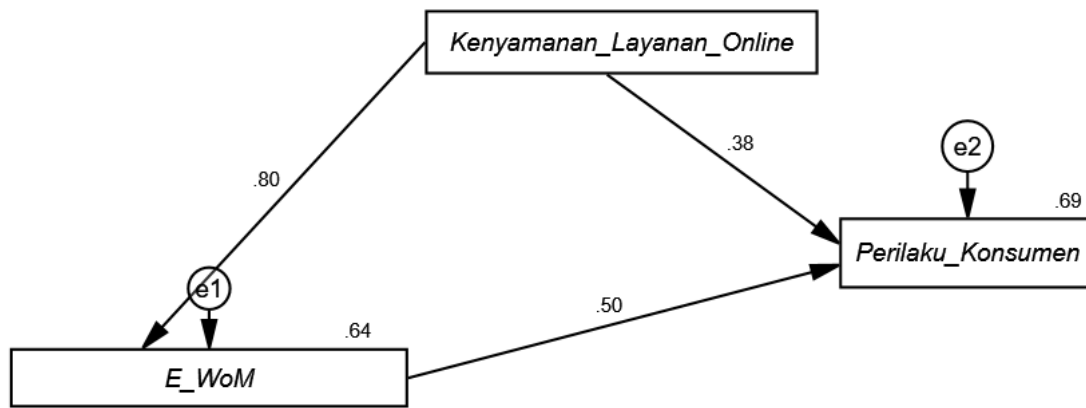 Kenyamanan_Layanan_Online
.80
.38
e2
.69
Perilaku_Konsumen
e1
.50
.64
E_WoM